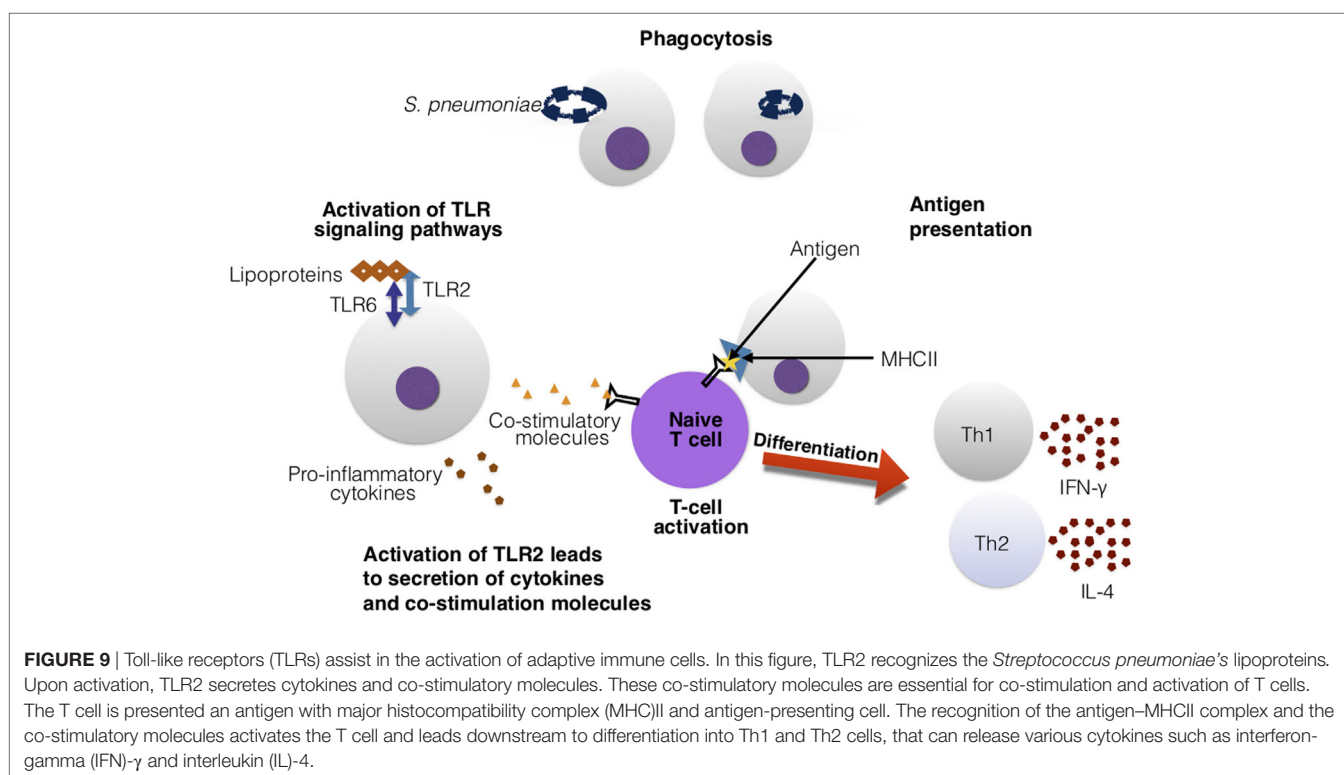 Phagocytosis
S. pneumoniae
Activation of TLR
signaling pathways
Lipoproteins
TLR2
TLR6
Antigen
presentation
Antigen
MHCII
Co-stimulatory
molecules
Naive
T cell
Differentiation
Pro-inflammatory
cytokines
T-cell
activation
Th1
IFN-γ
Th2
IL-4
Activation of TLR2 leads
to secretion of cytokines
and co-stimulation molecules
FIGURE 9 | Toll-like receptors (TLRs) assist in the activation of adaptive immune cells. In this figure, TLR2 recognizes the Streptococcus pneumoniae's lipoproteins.
Upon activation, TLR2 secretes cytokines and co-stimulatory molecules. These co-stimulatory molecules are essential for co-stimulation and activation of T cells.
The T cell is presented an antigen with major histocompatibility complex (MHC)II and antigen-presenting cell. The recognition of the antigen–MHCII complex and the
co-stimulatory molecules activates the T cell and leads downstream to differentiation into Th1 and Th2 cells, that can release various cytokines such as interferon-
gamma (IFN)-γ and interleukin (IL)-4.